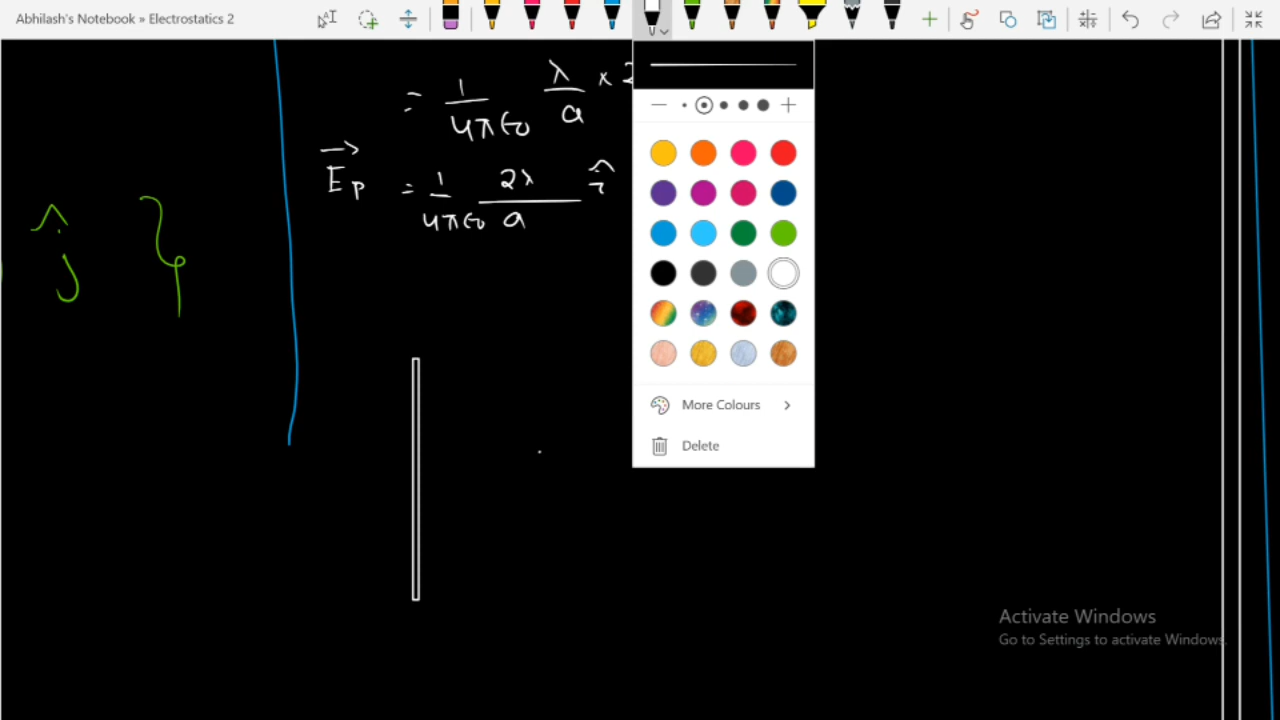 Abhilash's Notebook » Electrostatics 2
= 1/4πε₀ λ/a × 2
E⃗p = 1/4πε₀ 2λ/a î
ĵ }
More Colours
Delete
Activate Windows
Go to Settings to activate Windows.